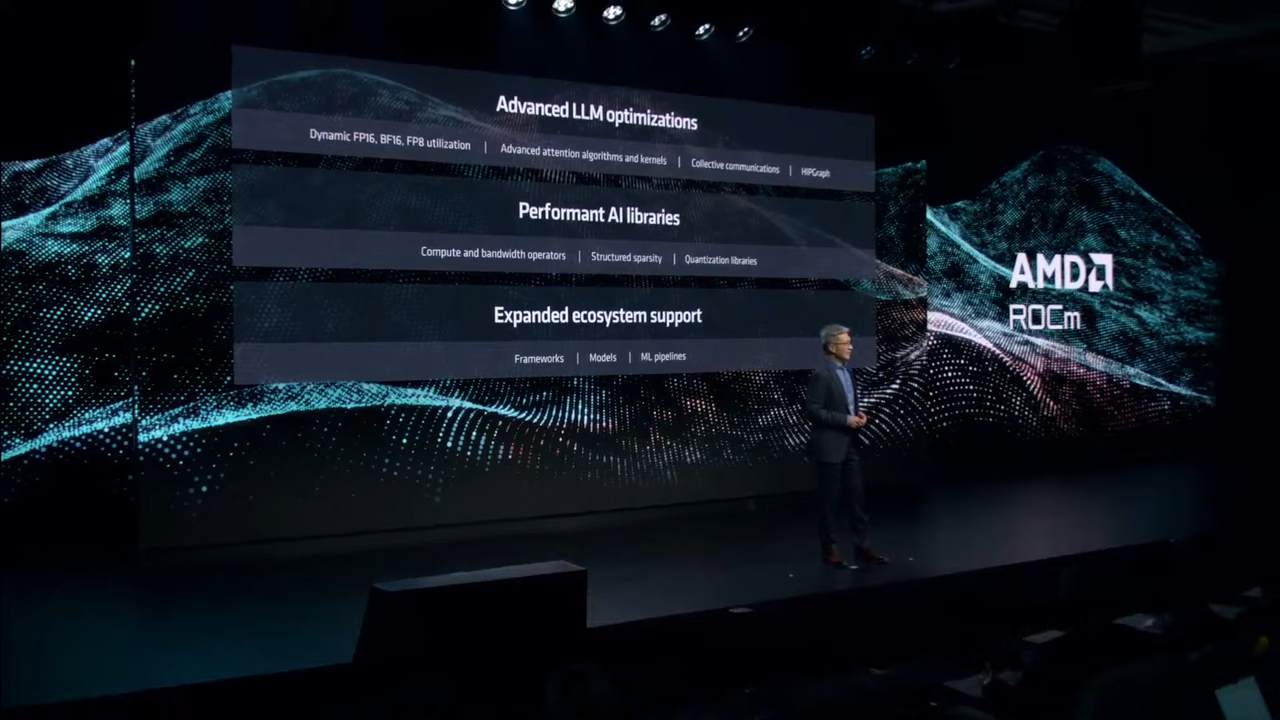 Advanced LLM optimizations
Dynamic FP16, BF16, FP8 utilization | Advanced attention algorithms and kernels | Collective communications | HIPGraph
Performant AI libraries
Compute and bandwidth operators | Structured sparsity | Quantization libraries
Expanded ecosystem support
Frameworks | Models | ML pipelines
AMD
ROCm